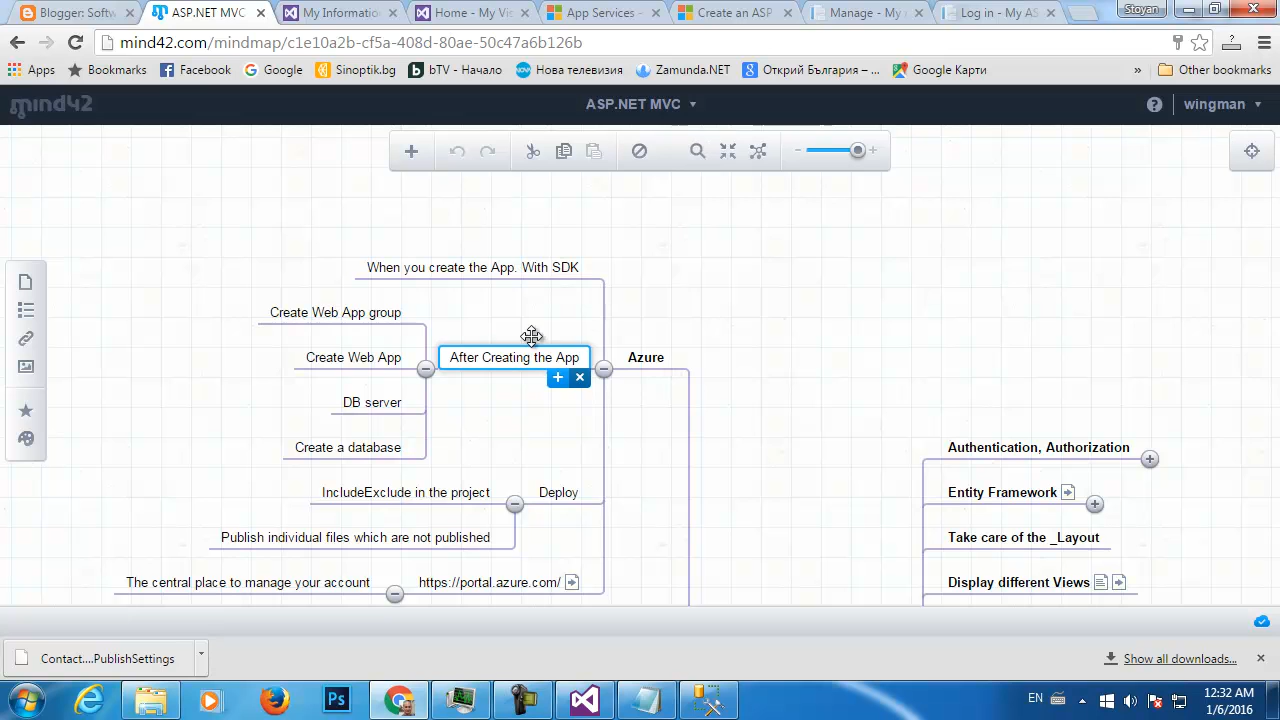 Blogger: Softw
ASP.NET MVC
My Information
Home - My Vi
App Services -
Create an ASP
Manage - My
Log in - My AS
Stoyan
mind42.com/mindmap/c1e10a2b-cf5a-408d-80ae-50c47a6b126b
Apps
Bookmarks
Facebook
Google
Sinoptik.bg
bTV - Начало
Нова телевизия
Zamunda.NET
Открий България – ...
Google Карти
»
Other bookmarks
mind42
ASP.NET MVC
wingman
When you create the App. With SDK
Create Web App group
Create Web App
After Creating the App
Azure
DB server
Create a database
Authentication, Authorization
IncludeExclude in the project
Deploy
Entity Framework
Publish individual files which are not published
Take care of the _Layout
The central place to manage your account
https://portal.azure.com/
Display different Views
Contact....PublishSettings
Show all downloads...
EN
12:32 AM
1/6/2016
Ps